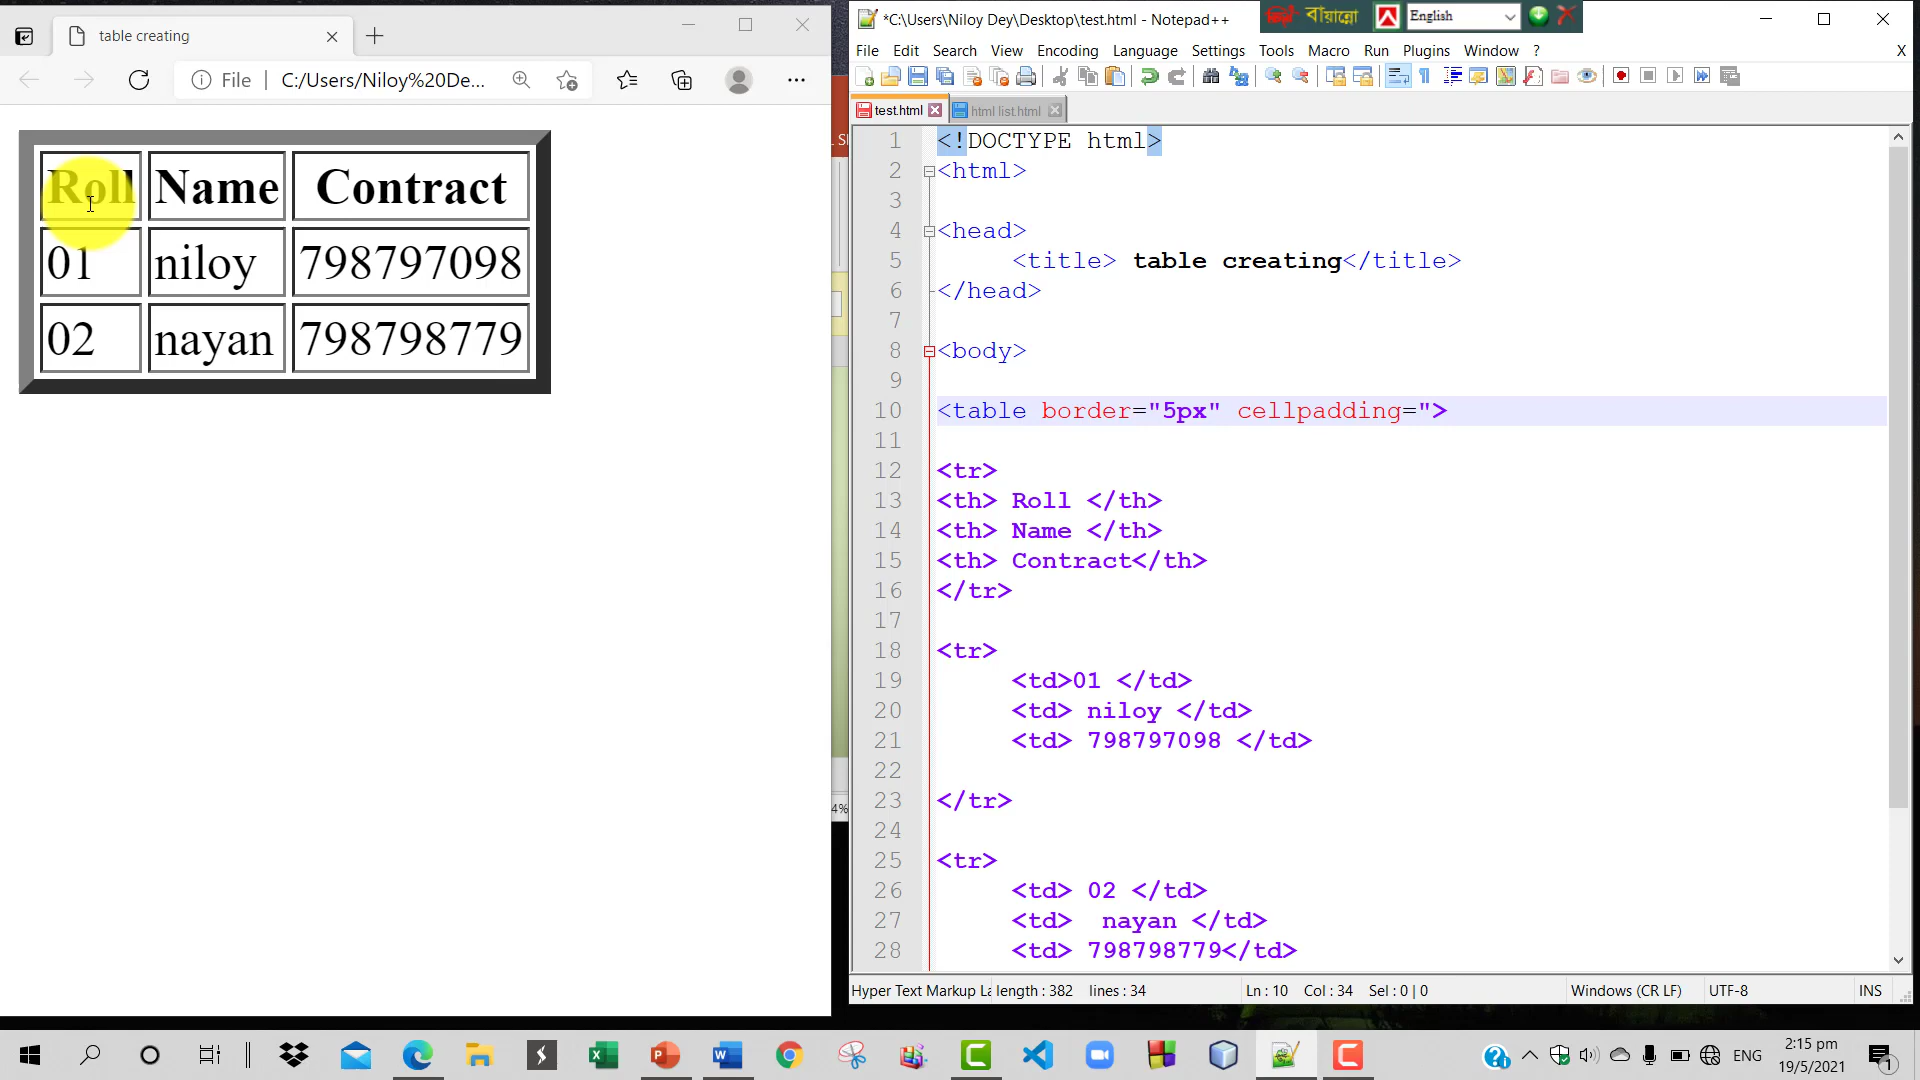 table creating
File
C:/Users/Niloy%20De...
Roll Name Contract
01 niloy 798797098
02 nayan 798798779
*C:\Users\Niloy Dey\Desktop\test.html - Notepad++
English
File Edit Search View Encoding Language Settings Tools Macro Run Plugins Window ? X
test.html html list.html
1 <!DOCTYPE html>
2 <html>
3
4 <head>
5 <title> table creating</title>
6 </head>
7
8 <body>
9
10 <table border="5px" cellpadding=">
11
12 <tr>
13 <th> Roll </th>
14 <th> Name </th>
15 <th> Contract</th>
16 </tr>
17
18 <tr>
19 <td>01 </td>
20 <td> niloy </td>
21 <td> 798797098 </td>
22
23 </tr>
24
25 <tr>
26 <td> 02 </td>
27 <td> nayan </td>
28 <td> 798798779</td>
4%
Hyper Text Markup La length : 382 lines : 34 Ln : 10 Col : 34 Sel : 0 | 0 Windows (CR LF) UTF-8 INS
ENG
2:15 pm
19/5/2021
1